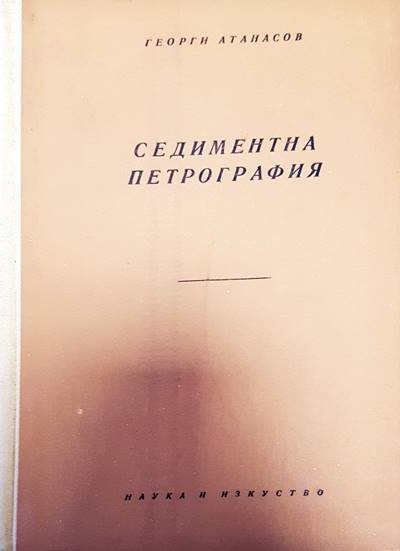 ГЕОРГИ АТАНАСОВ
СЕДИМЕНТНА
ПЕТРОГРАФИЯ
НАУКА И ИЗКУСТВО